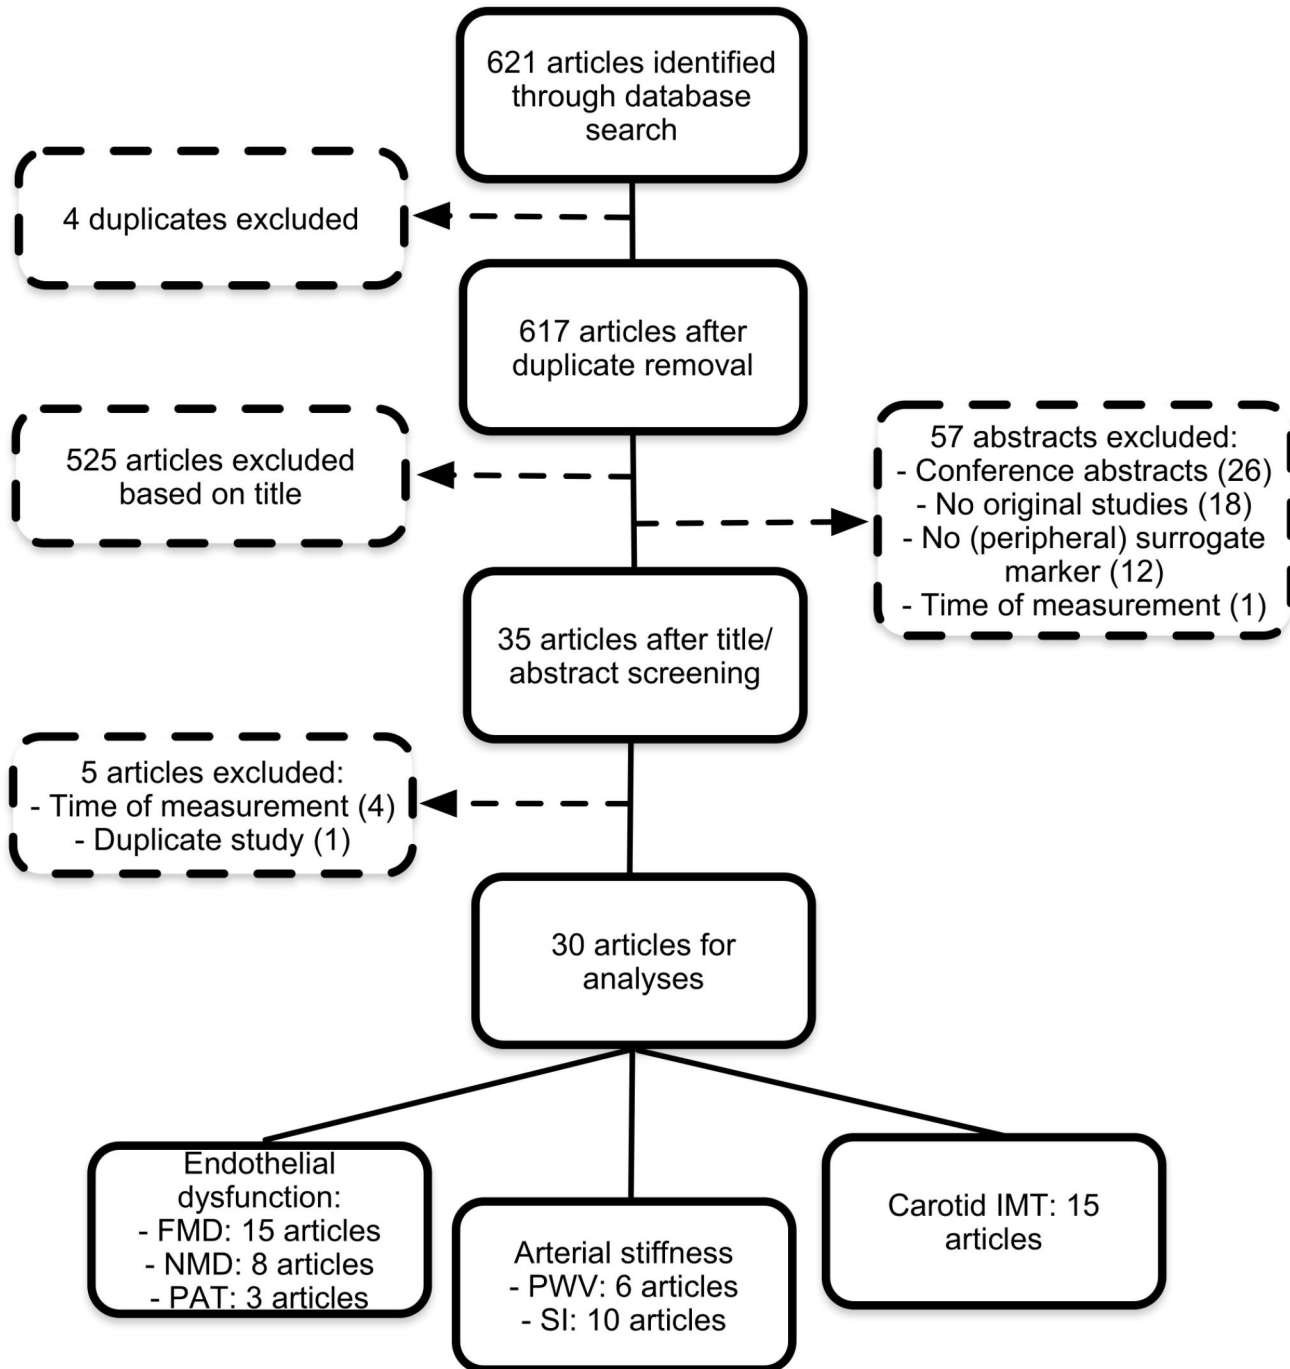 621 articles identified
through database
search
4 duplicates excluded
617 articles after
duplicate removal
525 articles excluded
based on title
57 abstracts excluded:
- Conference abstracts (26)
- No original studies (18)
- No (peripheral) surrogate
marker (12)
- Time of measurement (1)
35 articles after title/
abstract screening
5 articles excluded:
- Time of measurement (4)
- Duplicate study (1)
30 articles for
analyses
Endothelial
dysfunction:
- FMD: 15 articles
- NMD: 8 articles
- PAT: 3 articles
Arterial stiffness
- PWV: 6 articles
- SI: 10 articles
Carotid IMT: 15
articles